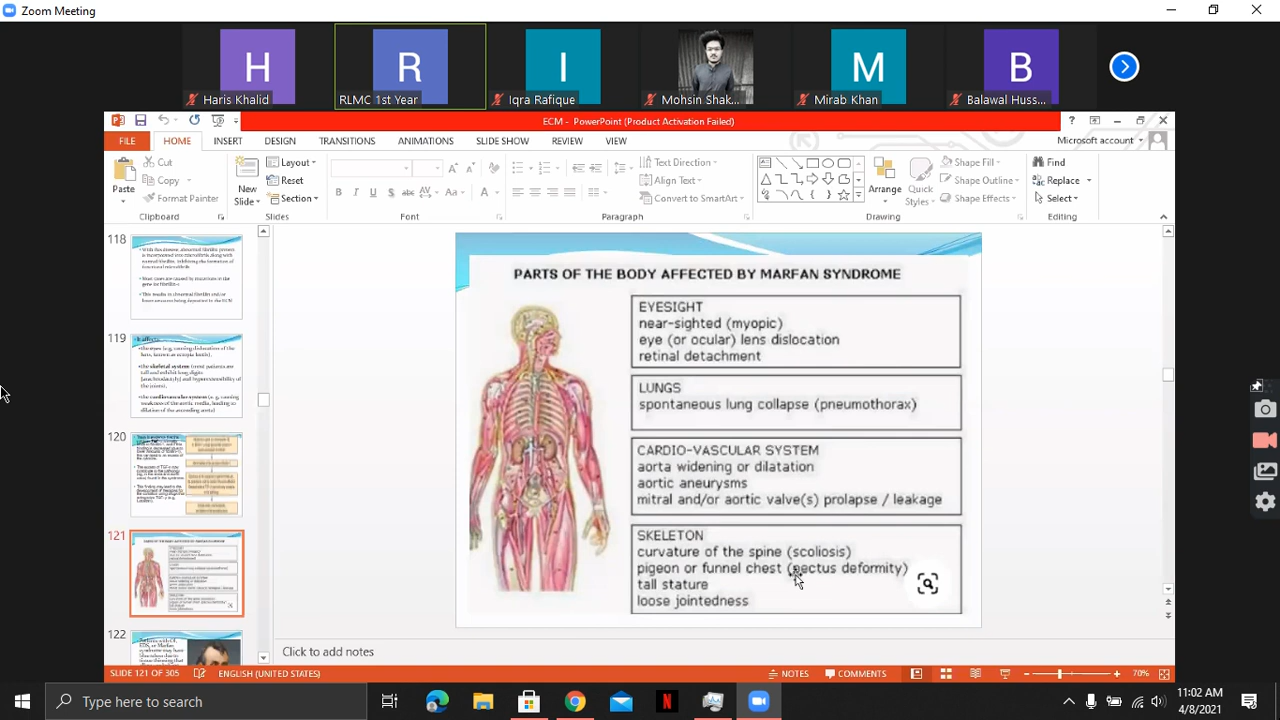 Zoom Meeting
H
R
I
M
B
Haris Khalid
RLMC 1st Year
Iqra Rafique
Mohsin Shak...
Mirab Khan
Balawal Huss...
ECM - PowerPoint (Product Activation Failed)
FILE
HOME
INSERT
DESIGN
TRANSITIONS
ANIMATIONS
SLIDE SHOW
REVIEW
VIEW
Microsoft account
Paste
Cut
Copy
Format Painter
Clipboard
New
Slide
Layout
Reset
Section
Slides
Font
Text Direction
Align Text
Convert to SmartArt
Paragraph
Arrange
Quick
Styles
Shape Fill
Shape Outline
Shape Effects
Drawing
Find
Replace
Select
Editing
118
119
120
121
122
PARTS OF THE BODY AFFECTED BY MARFAN SYNDROME
EYESIGHT
near-sighted (myopic)
eye (or ocular) lens dislocation
retinal detachment
LUNGS
spontaneous lung collapse (pneumothorax)
CARDIO-VASCULAR SYSTEM
aorta widening or dilatation
aortic aneurysms
mitral and/or aortic valve(s) prolapse / leakage
SKELETON
curvature of the spine (scoliosis)
pigeon or funnel chest (pectus deformity)
tall stature
loose jointedness
Click to add notes
SLIDE 121 OF 305
ENGLISH (UNITED STATES)
NOTES
COMMENTS
70%
Type here to search
11:02 AM
4/8/2021